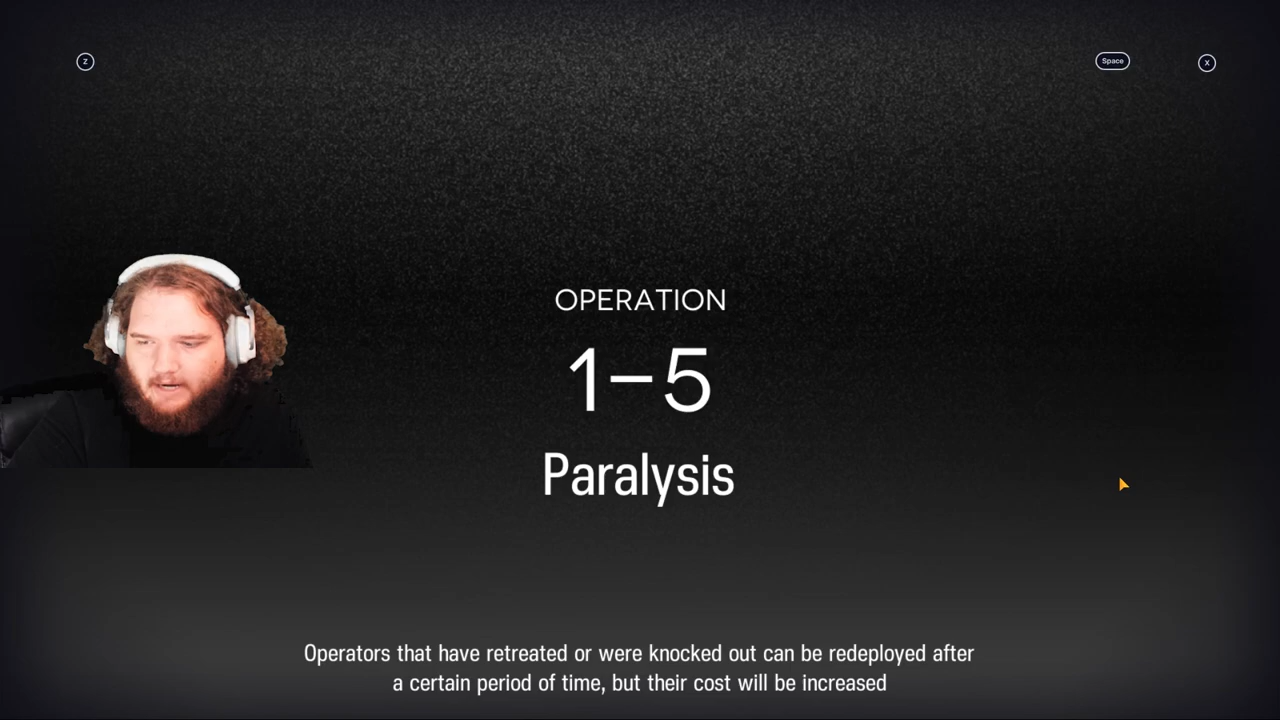 Z
Space
X
OPERATION
1-5
Paralysis
Operators that have retreated or were knocked out can be redeployed after
a certain period of time, but their cost will be increased